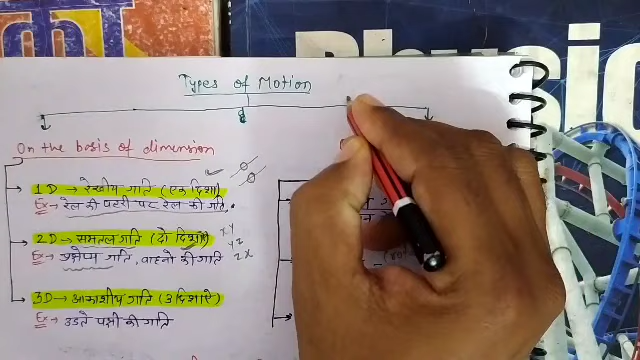 Types of Motion
On the basis of dimension
1D → रेखीय गति (एक दिशा)
Ex → रेल की पटरी पर रेल की गति,
2D → समतल गति (दो दिशा)
xy
yz
zx
Ex → प्रक्षेप्य गति, वाहनो की गति
3D → आकाशीय गति (3 दिशाऐ)
Ex → उडते पक्षी की गति